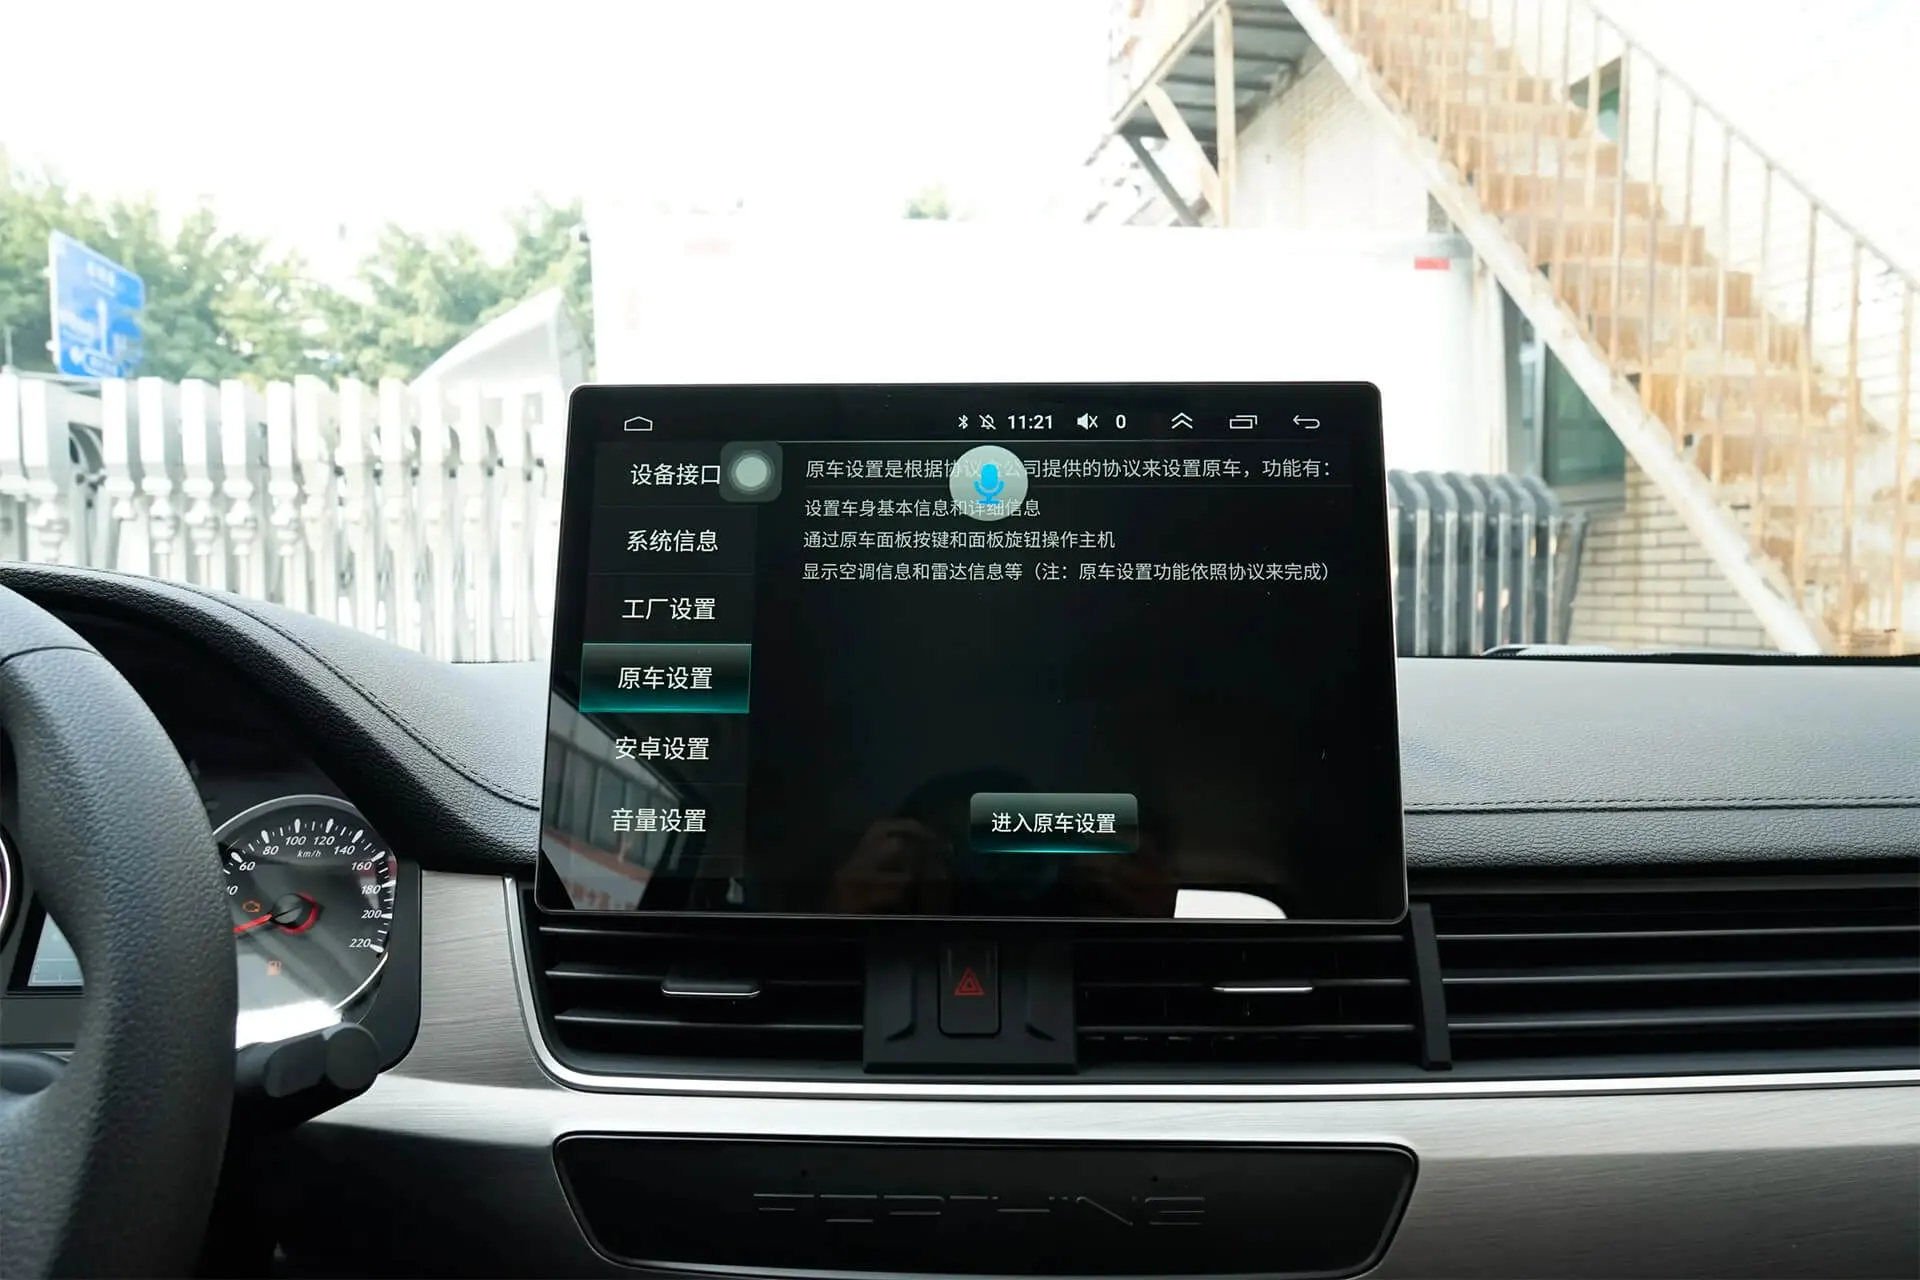 11:21
0
设备接口
系统信息
工厂设置
原车设置
安卓设置
音量设置
原车设置是根据协议盒公司提供的协议来设置原车，功能有：
设置车身基本信息和详细信息
通过原车面板按键和面板旋钮操作主机
显示空调信息和雷达信息等（注：原车设置功能依照协议来完成）
进入原车设置
60
80
100
120
140
160
180
200
220
km/h